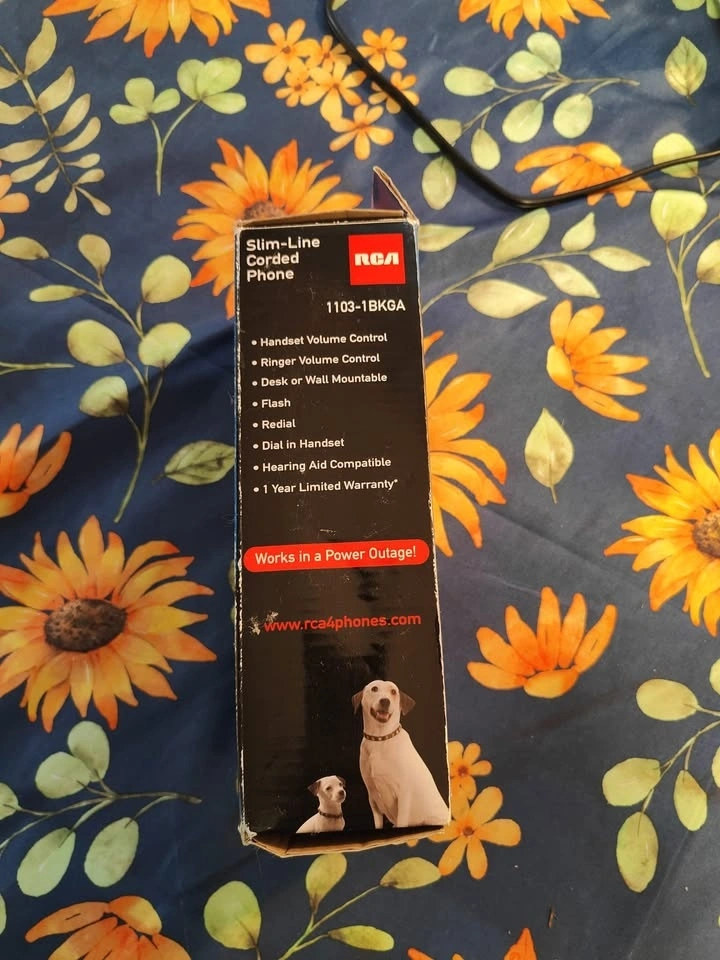 Slim-Line
Corded
Phone
RCA
1103-1BKGA
• Handset Volume Control
• Ringer Volume Control
• Desk or Wall Mountable
• Flash
• Redial
• Dial in Handset
• Hearing Aid Compatible
• 1 Year Limited Warranty*
Works in a Power Outage!
www.rca4phones.com